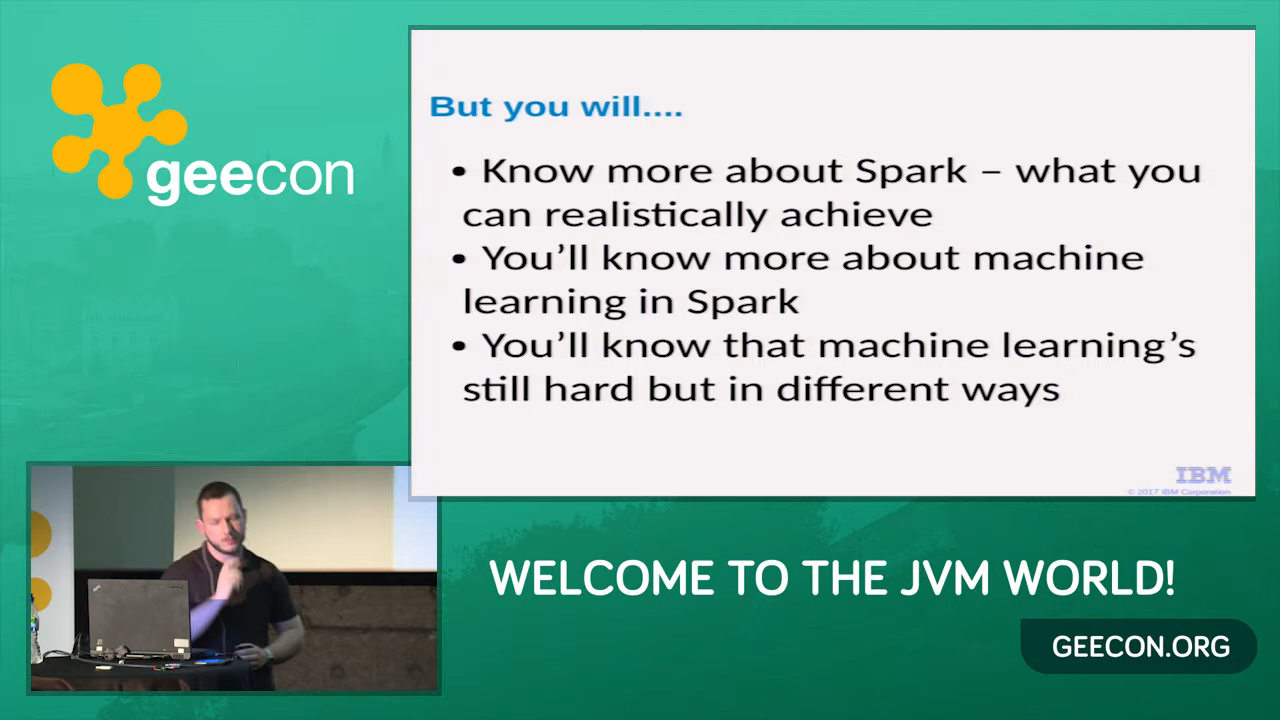 geecon
But you will....
• Know more about Spark – what you
can realistically achieve
• You’ll know more about machine
learning in Spark
• You’ll know that machine learning’s
still hard but in different ways
IBM
© 2017 IBM Corporation
WELCOME TO THE JVM WORLD!
GEECON.ORG